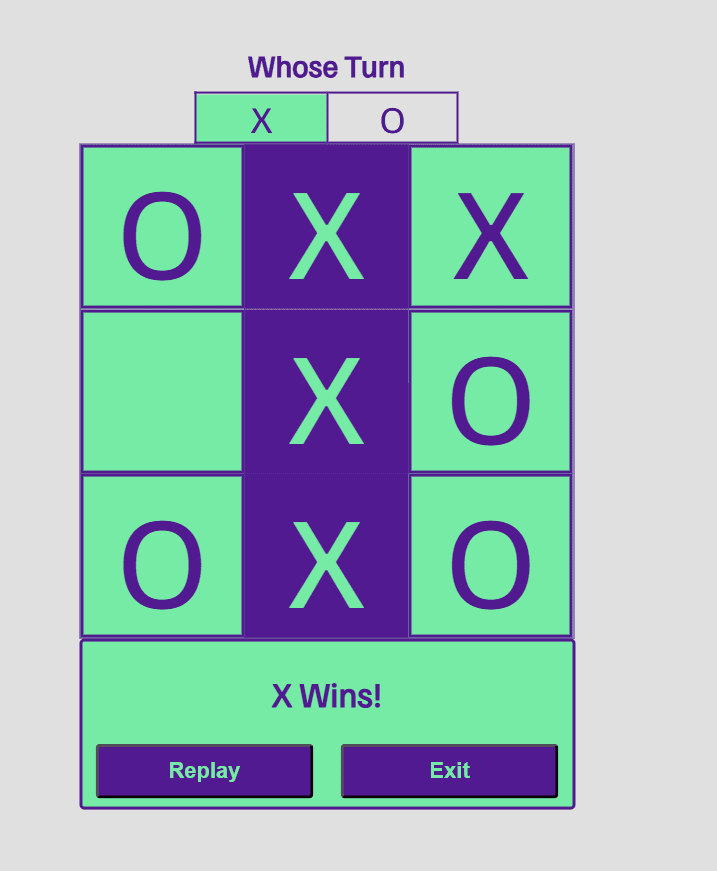 Whose Turn
X O
O X X
X O
O X O
X Wins!
Replay Exit